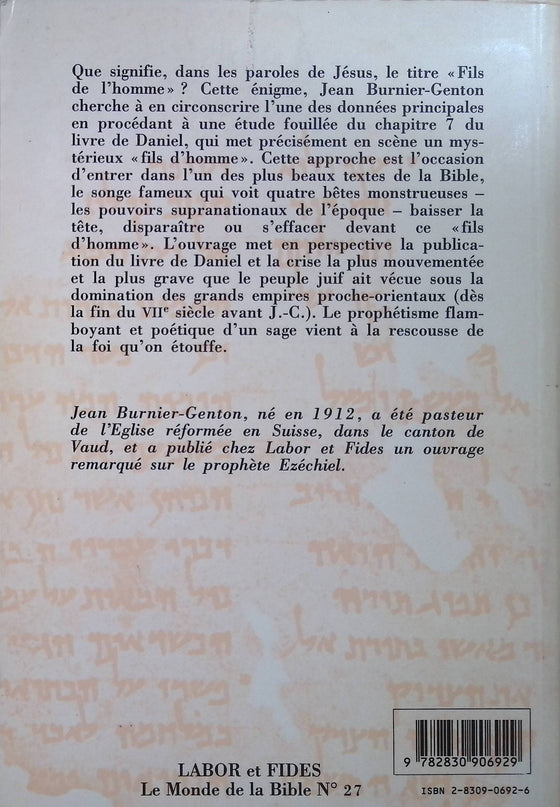 Que signifie, dans les paroles de Jésus, le titre «Fils
de l'homme» ? Cette énigme, Jean Burnier-Genton
cherche à en circonscrire l'une des données principales
en procédant à une étude fouillée du chapitre 7 du
livre de Daniel, qui met précisément en scène un mys-
térieux «fils d'homme». Cette approche est l'occasion
d'entrer dans l'un des plus beaux textes de la Bible,
le songe fameux qui voit quatre bêtes monstrueuses –
les pouvoirs supranationaux de l'époque – baisser la
tête, disparaître ou s'effacer devant ce «fils
d'homme». L'ouvrage met en perspective la publica-
tion du livre de Daniel et la crise la plus mouvementée
et la plus grave que le peuple juif ait vécue sous la
domination des grands empires proche-orientaux (dès
la fin du VIIe siècle avant J.-C.). Le prophétisme flam-
boyant et poétique d'un sage vient à la rescousse de
la foi qu'on étouffe.
Jean Burnier-Genton, né en 1912, a été pasteur
de l'Eglise réformée en Suisse, dans le canton de
Vaud, et a publié chez Labor et Fides un ouvrage
remarqué sur le prophète Ezéchiel.
LABOR et FIDES
Le Monde de la Bible N° 27
9 782830 906929
ISBN 2-8309-0692-6